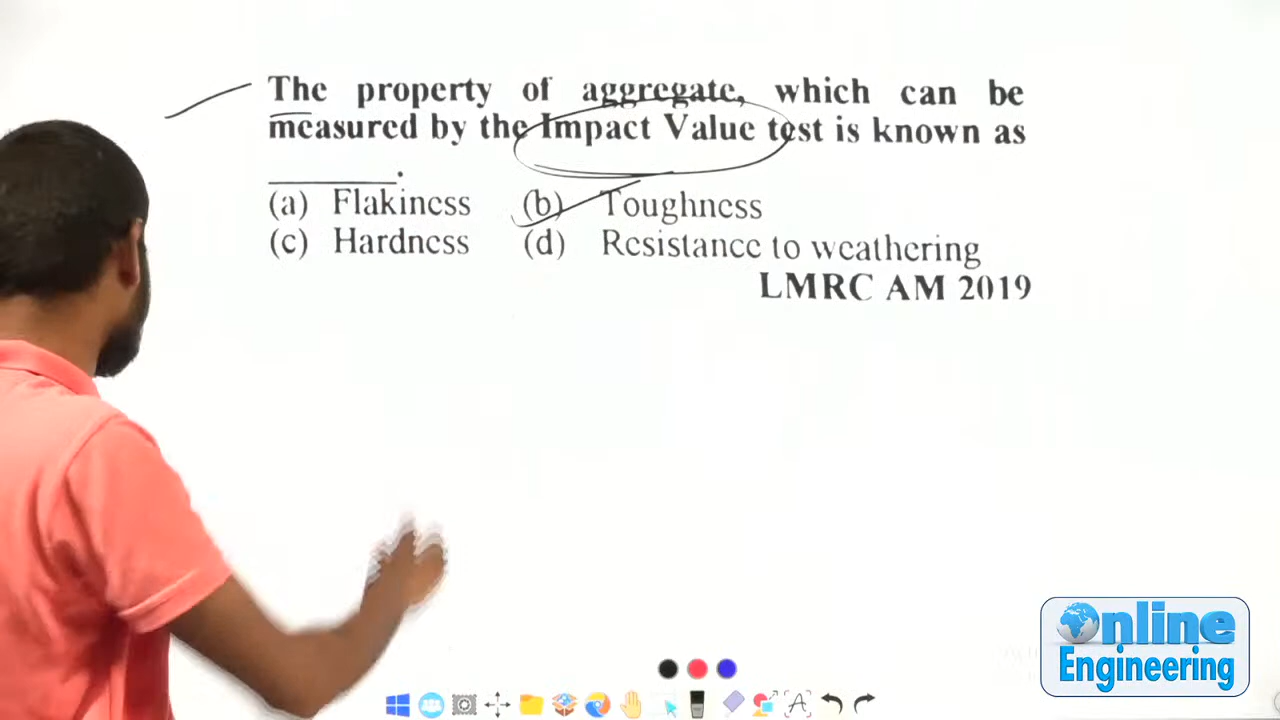 The property of aggregate, which can be
measured by the Impact Value test is known as
________.
(a) Flakiness (b) Toughness
(c) Hardness (d) Resistance to weathering
LMRC AM 2019
Online
Engineering